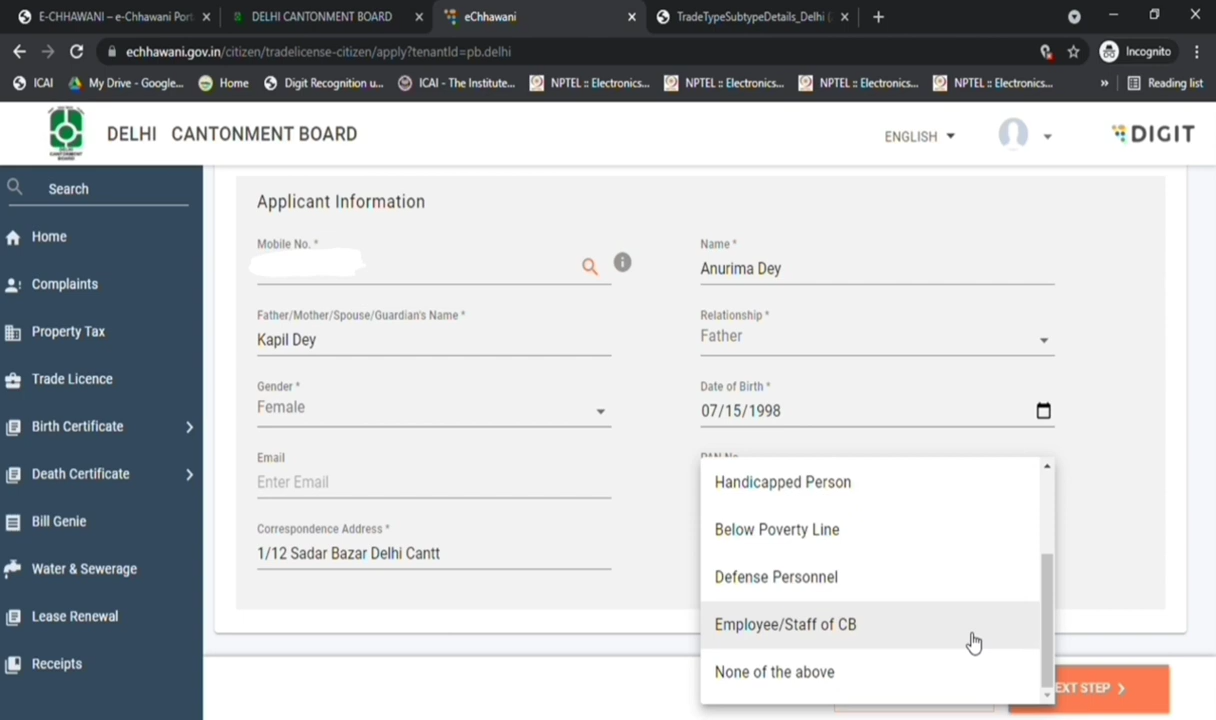 E-CHHAWANI – e-Chhawani Port
DELHI CANTONMENT BOARD
eChhawani
TradeTypeSubtypeDetails_Delhi (
echhawani.gov.in/citizen/tradelicense-citizen/apply?tenantId=pb.delhi
Incognito
ICAI
My Drive - Google...
Home
Digit Recognition u...
ICAI - The Institute...
NPTEL :: Electronics...
NPTEL :: Electronics...
NPTEL :: Electronics...
NPTEL :: Electronics...
»
Reading list
DELHI CANTONMENT BOARD
ENGLISH
DIGIT
Search
Home
Complaints
Property Tax
Trade Licence
Birth Certificate
Death Certificate
Bill Genie
Water & Sewerage
Lease Renewal
Receipts
Applicant Information
Mobile No. *
Name *
Anurima Dey
Father/Mother/Spouse/Guardian's Name *
Kapil Dey
Relationship *
Father
Gender *
Female
Date of Birth *
07/15/1998
Email
Enter Email
PAN No.
Correspondence Address *
1/12 Sadar Bazar Delhi Cantt
Handicapped Person
Below Poverty Line
Defense Personnel
Employee/Staff of CB
None of the above
EXT STEP